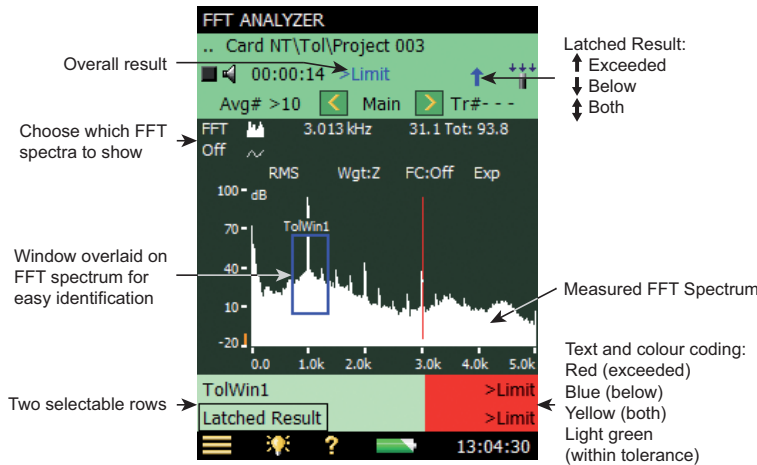 FFT ANALYZER
.. Card NT\Tol\Project 003
00:00:14 >Limit
Avg# >10 < Main > Tr#- - -
FFT 3.013 kHz 31.1 Tot: 93.8
Off
RMS Wgt:Z FC:Off Exp
100
dB
70
40
10
-20
TolWin1
0.0 1.0k 2.0k 3.0k 4.0k 5.0k
TolWin1 >Limit
Latched Result >Limit
? 13:04:30
Overall result
Choose which FFT
spectra to show
Window overlaid on
FFT spectrum for
easy identification
Two selectable rows
Latched Result:
Exceeded
Below
Both
Measured FFT Spectrum
Text and colour coding:
Red (exceeded)
Blue (below)
Yellow (both)
Light green
(within tolerance)